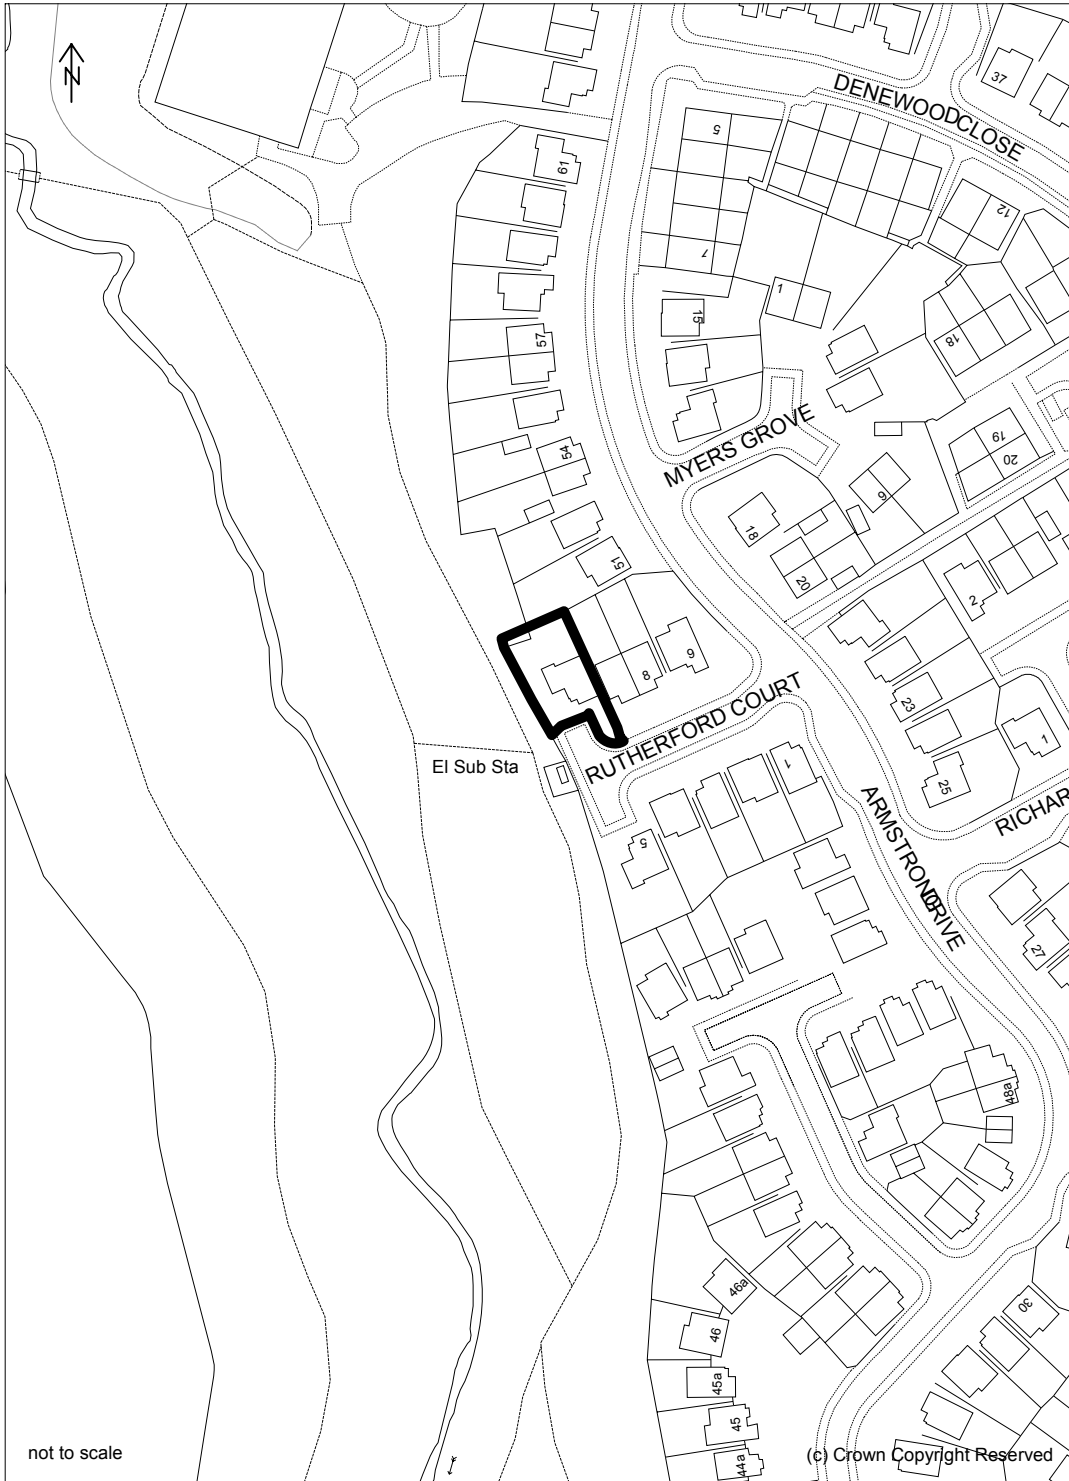 N
37
DENEWOOD CLOSE
5
61
12
7
1
15
57
18
MYERS GROVE
19
20
54
9
18
51
20
2
9
8
RUTHERFORD COURT
23
El Sub Sta
1
1
25
ARMSTRONG DRIVE
RICHAR
5
27
48a
46a
30
46
45a
45
44a
not to scale
(c) Crown Copyright Reserved